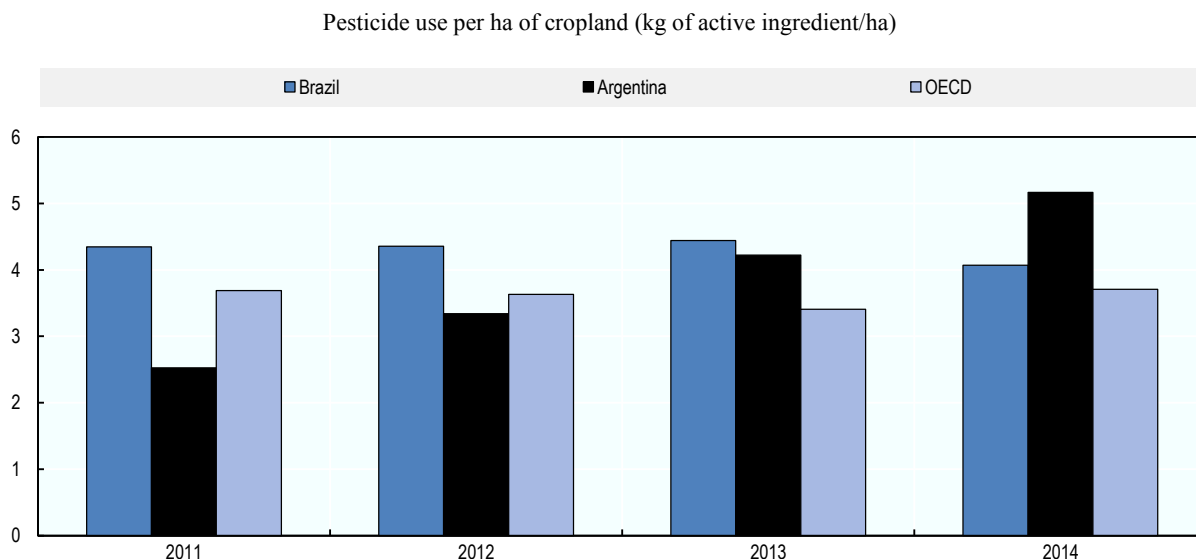 Pesticide use per ha of cropland (kg of active ingredient/ha)
Brazil Argentina OECD
6
5
4
3
2
1
0
2011 2012 2013 2014